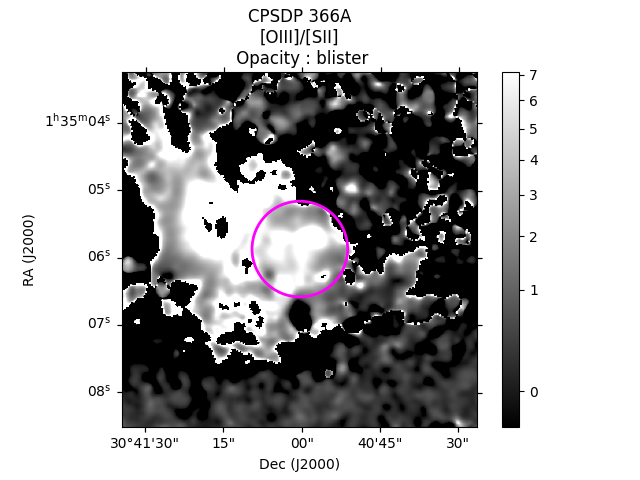 CPSDP 366A
[OIII]/[SII]
Opacity : blister
1ʰ35ᵐ04ˢ
05ˢ
06ˢ
07ˢ
08ˢ
RA (J2000)
30°41'30"
15"
00"
40'45"
30"
Dec (J2000)
7
6
5
4
3
2
1
0